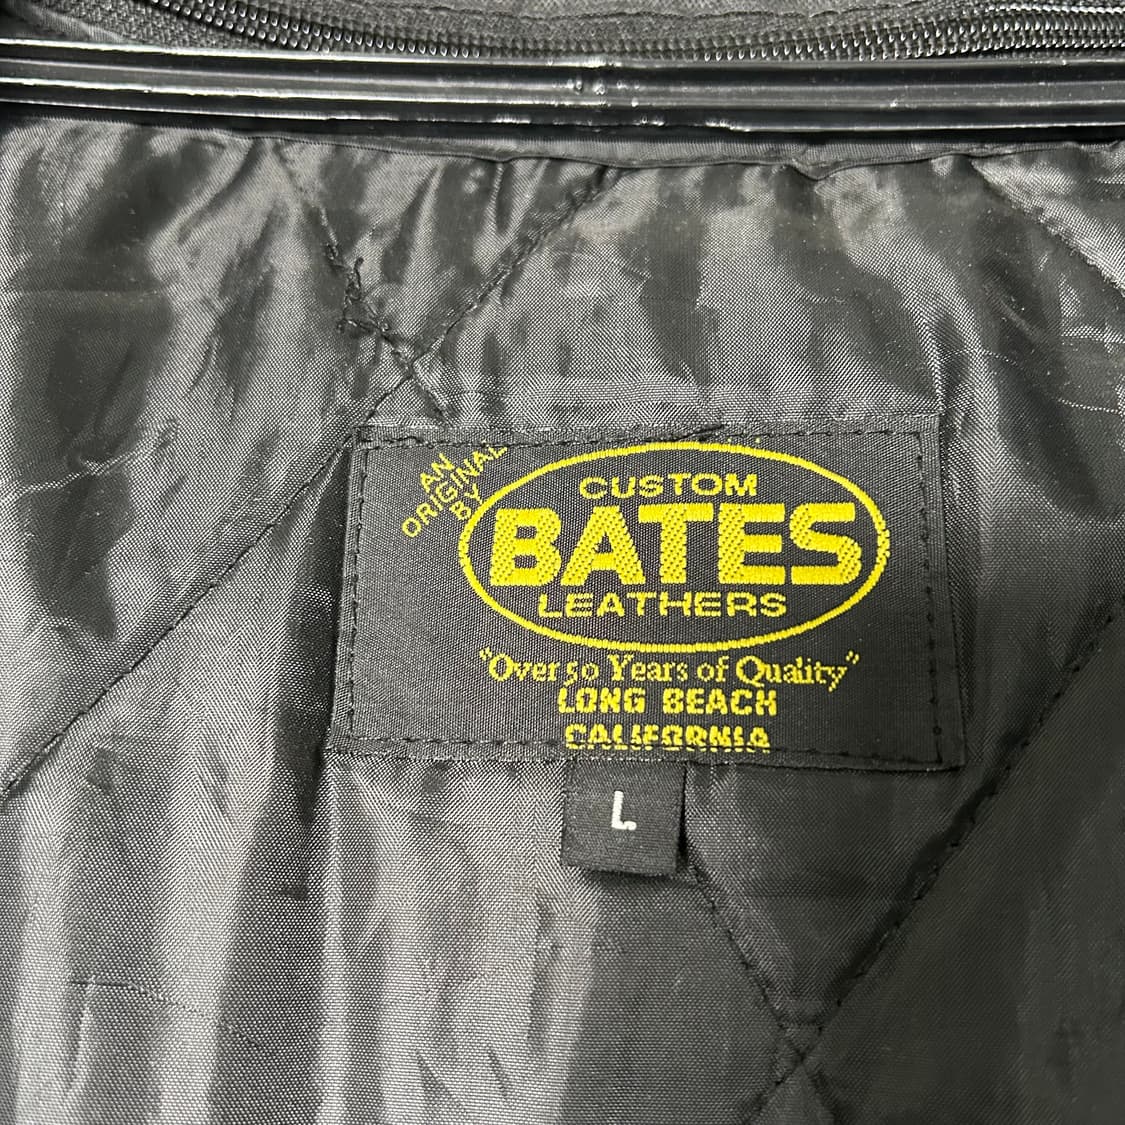 AN
ORIGINAL
BY
CUSTOM
BATES
LEATHERS
"Over 50 Years of Quality"
LONG BEACH
CALIFORNIA
L